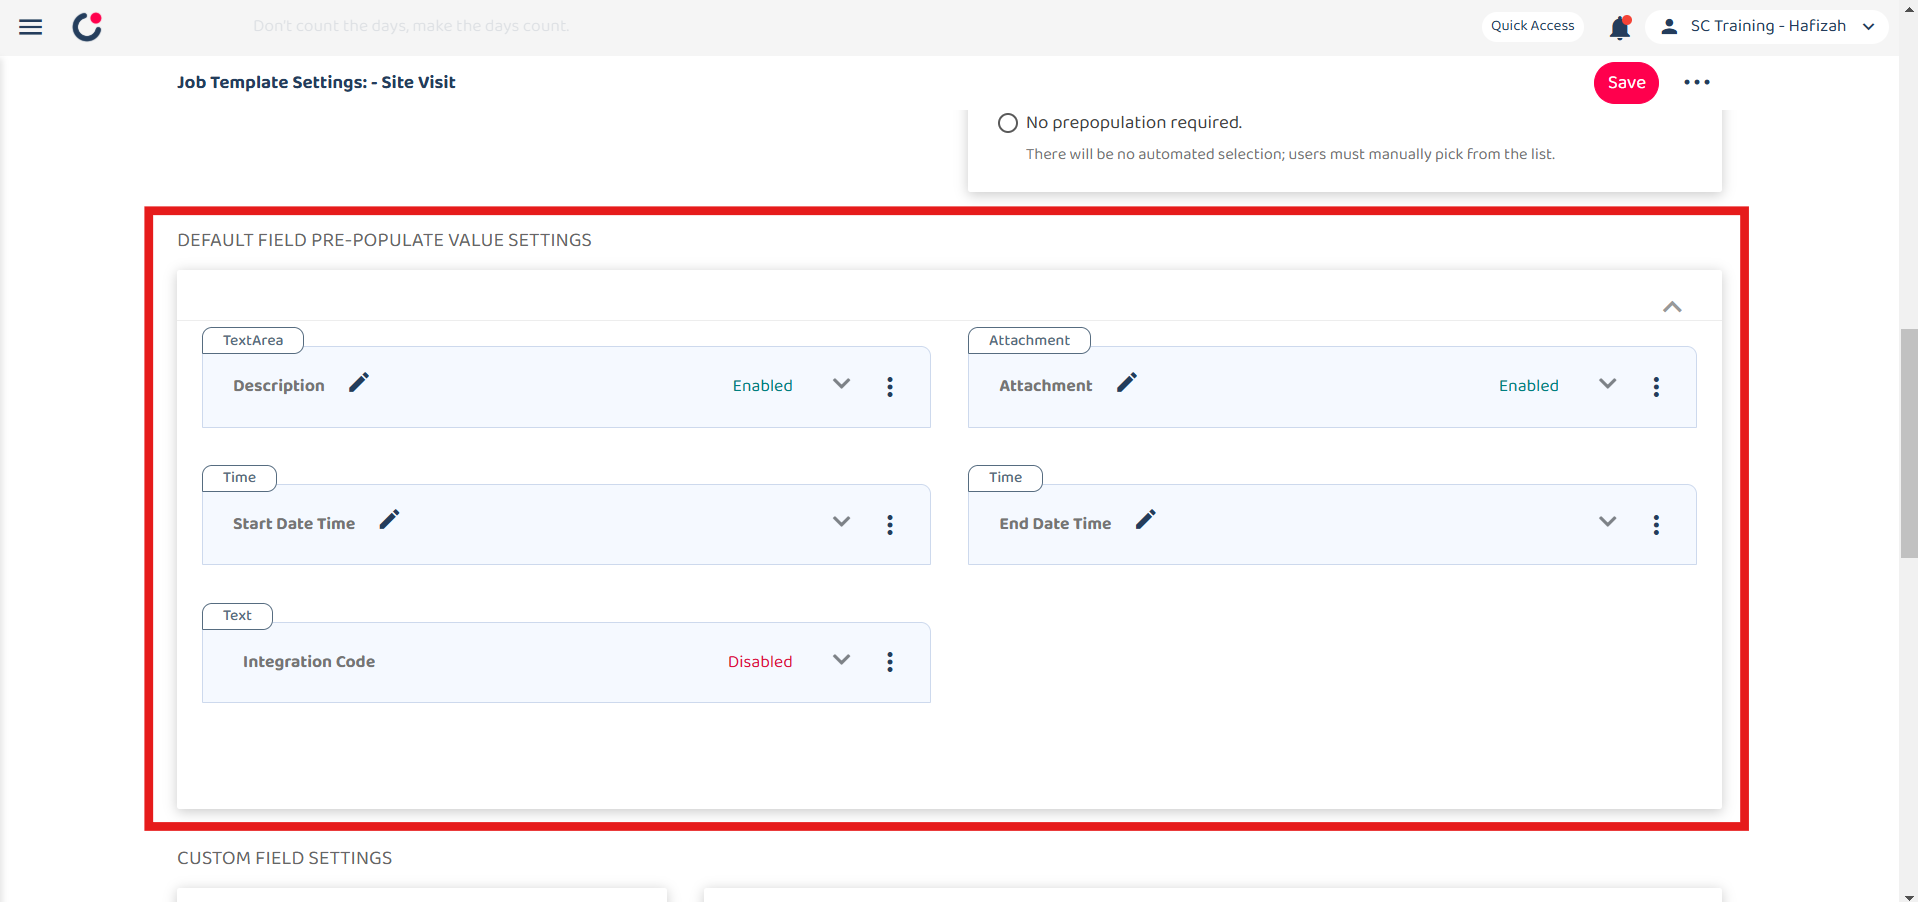 Don't count the days, make the days count.
Quick Access
SC Training - Hafizah
Job Template Settings: - Site Visit
Save
No prepopulation required.
There will be no automated selection; users must manually pick from the list.
DEFAULT FIELD PRE-POPULATE VALUE SETTINGS
TextArea
Description
Enabled
Attachment
Attachment
Enabled
Time
Start Date Time
Time
End Date Time
Text
Integration Code
Disabled
CUSTOM FIELD SETTINGS